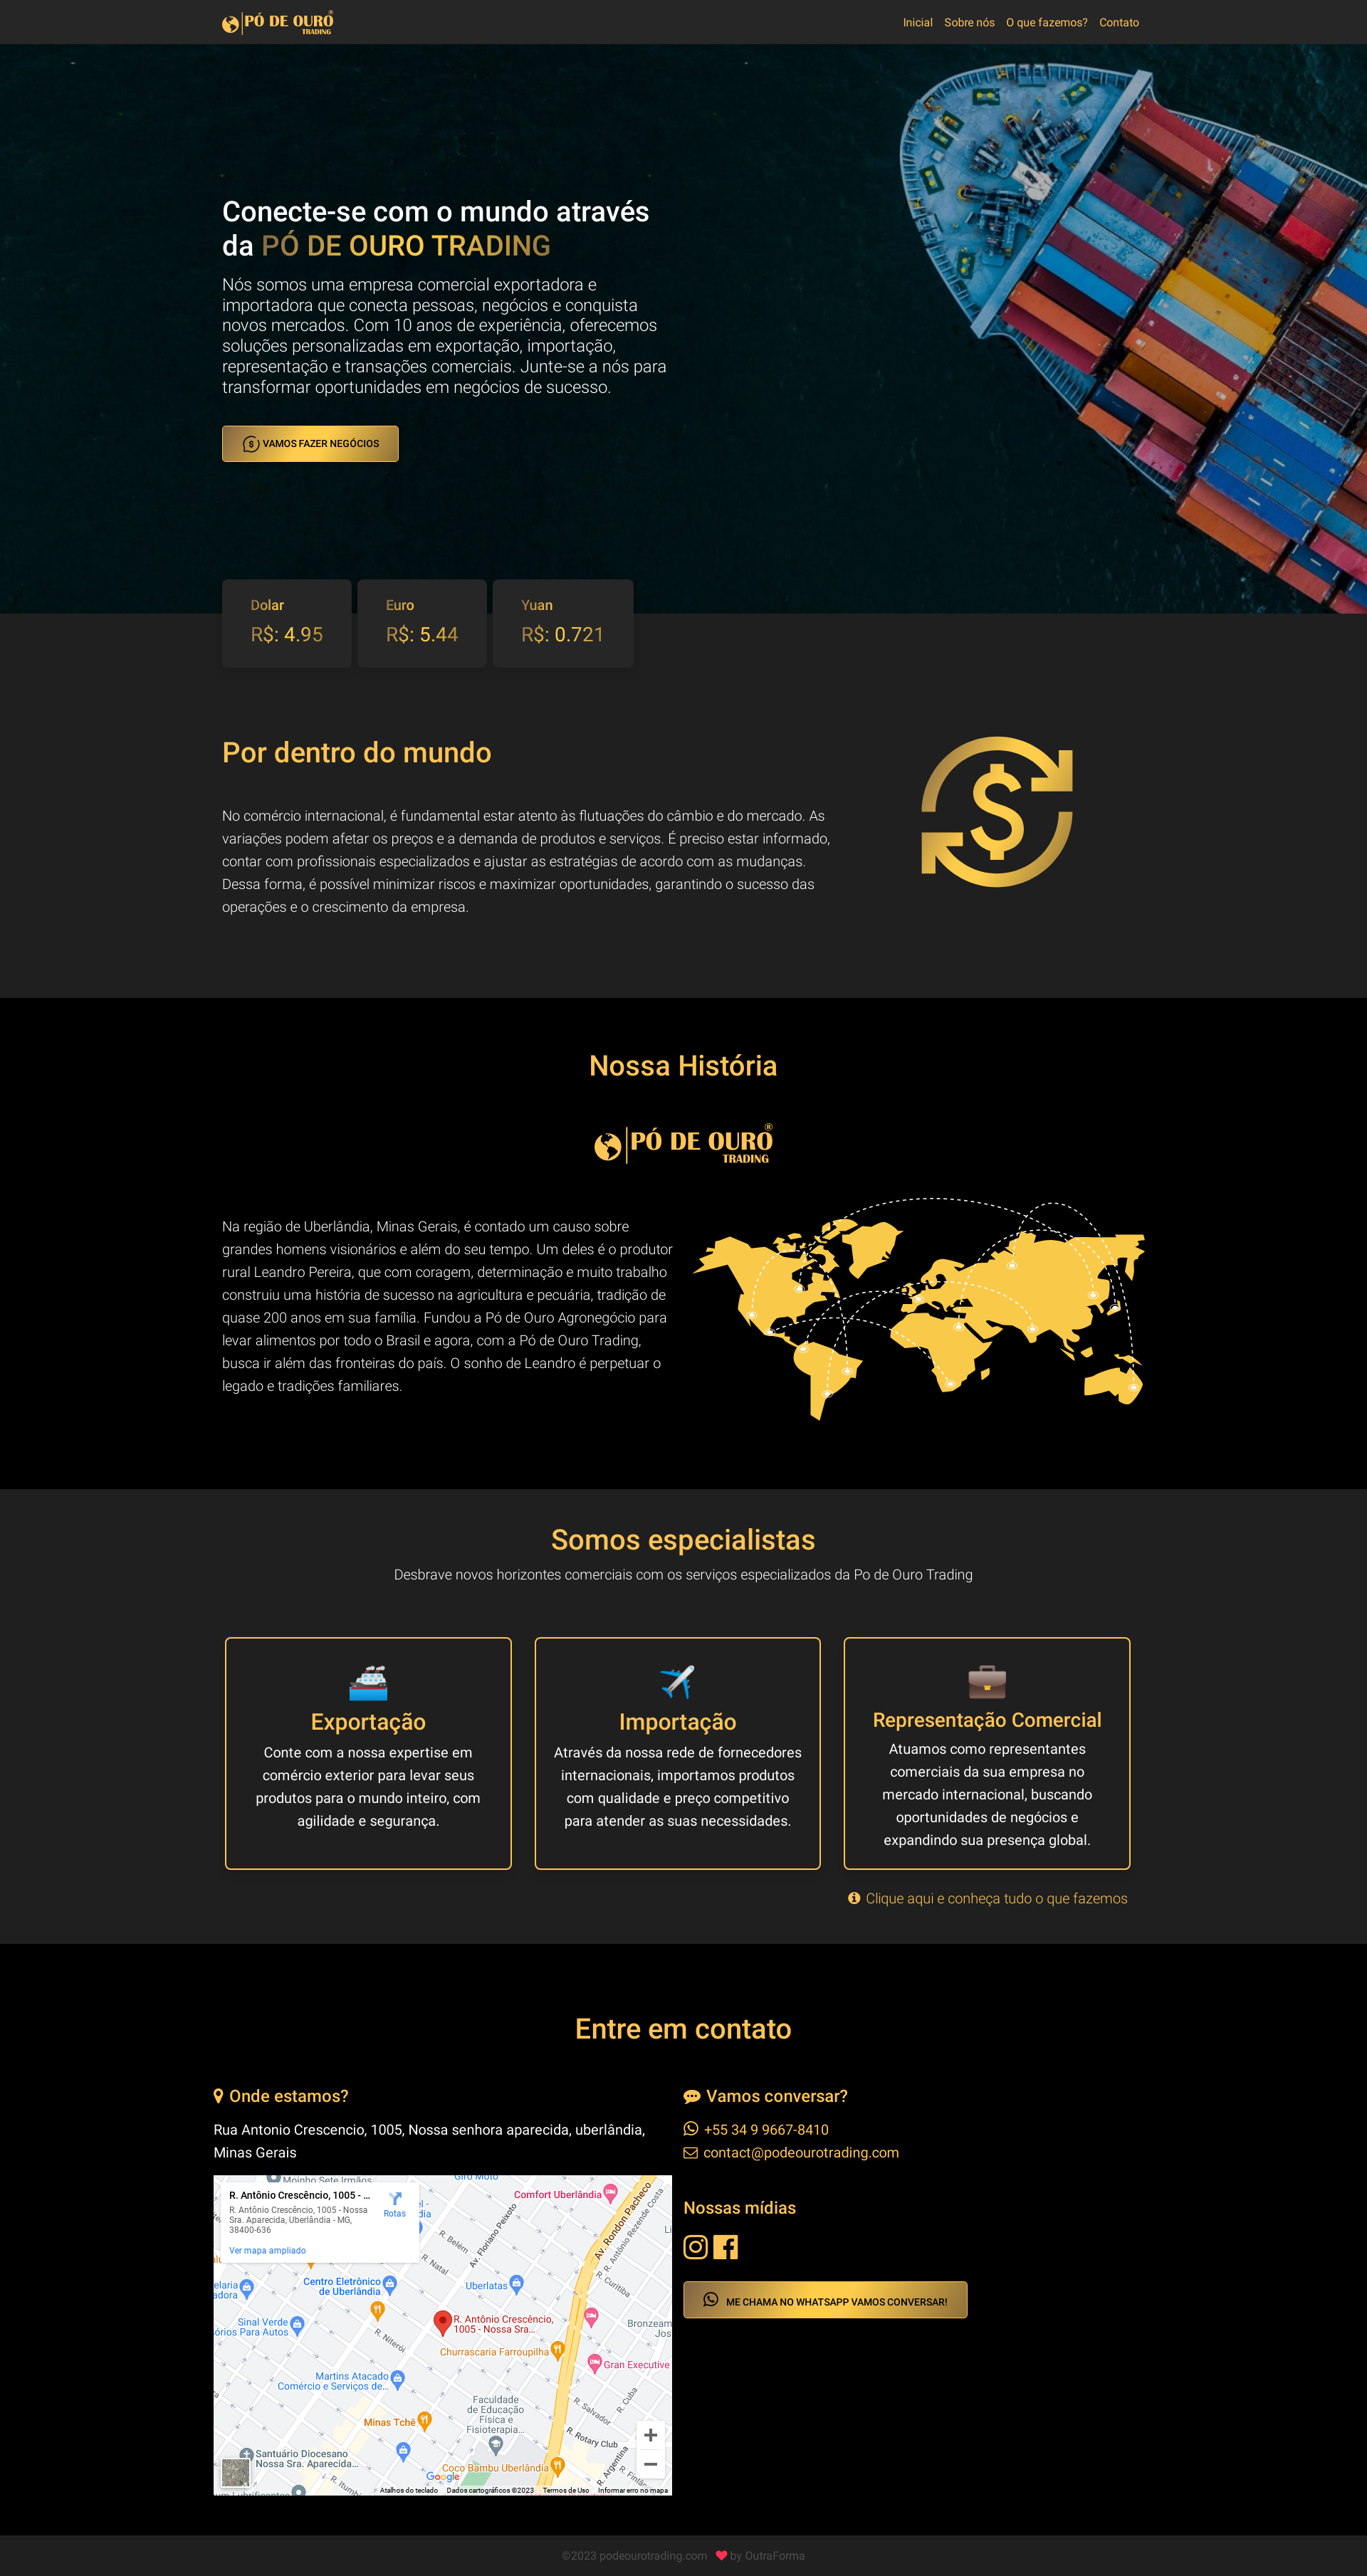 PÓ DE OURO®
TRADING
Inicial Sobre nós O que fazemos? Contato
Conecte-se com o mundo através
da PÓ DE OURO TRADING
Nós somos uma empresa comercial exportadora e
importadora que conecta pessoas, negócios e conquista
novos mercados. Com 10 anos de experiência, oferecemos
soluções personalizadas em exportação, importação,
representação e transações comerciais. Junte-se a nós para
transformar oportunidades em negócios de sucesso.
VAMOS FAZER NEGÓCIOS
Dolar
R$: 4.95
Euro
R$: 5.44
Yuan
R$: 0.721
Por dentro do mundo
No comércio internacional, é fundamental estar atento às flutuações do câmbio e do mercado. As
variações podem afetar os preços e a demanda de produtos e serviços. É preciso estar informado,
contar com profissionais especializados e ajustar as estratégias de acordo com as mudanças.
Dessa forma, é possível minimizar riscos e maximizar oportunidades, garantindo o sucesso das
operações e o crescimento da empresa.
Nossa História
PÓ DE OURO®
TRADING
Na região de Uberlândia, Minas Gerais, é contado um causo sobre
grandes homens visionários e além do seu tempo. Um deles é o produtor
rural Leandro Pereira, que com coragem, determinação e muito trabalho
construiu uma história de sucesso na agricultura e pecuária, tradição de
quase 200 anos em sua família. Fundou a Pó de Ouro Agronegócio para
levar alimentos por todo o Brasil e agora, com a Pó de Ouro Trading,
busca ir além das fronteiras do país. O sonho de Leandro é perpetuar o
legado e tradições familiares.
Somos especialistas
Desbrave novos horizontes comerciais com os serviços especializados da Po de Ouro Trading
Exportação
Conte com a nossa expertise em
comércio exterior para levar seus
produtos para o mundo inteiro, com
agilidade e segurança.
Importação
Através da nossa rede de fornecedores
internacionais, importamos produtos
com qualidade e preço competitivo
para atender as suas necessidades.
Representação Comercial
Atuamos como representantes
comerciais da sua empresa no
mercado internacional, buscando
oportunidades de negócios e
expandindo sua presença global.
Clique aqui e conheça tudo o que fazemos
Entre em contato
Onde estamos?
Rua Antonio Crescencio, 1005, Nossa senhora aparecida, uberlândia,
Minas Gerais
R. Antônio Crescêncio, 1005 - ...
R. Antônio Crescêncio, 1005 - Nossa
Sra. Aparecida, Uberlândia - MG,
38400-636
Rotas
Ver mapa ampliado
Moinho Sete Irmãos
Giro Moto
Comfort Uberlândia
Av. Rondon Pacheco
R. Antônio Rezende Costa
Av. Floriano Peixoto
R. Belém
R. Natal
R. Curitiba
Centro Eletrônico
de Uberlândia
Uberlatas
Sinal Verde
R. Niterói
R. Antônio Crescêncio,
1005 - Nossa Sra...
Churrascaria Farroupilha
Gran Executive
Martins Atacado
Comércio e Serviços de...
R. Cuba
R. Salvador
Faculdade
de Educação
Física e
Fisioterapia...
Minas Tchê
R. Rotary Club
R. Argentina
Santuário Diocesano
Nossa Sra. Aparecida...
Coco Bambu Uberlândia
Google
Atalhos do teclado Dados cartográficos ©2023 Termos de Uso Informar erro no mapa
Vamos conversar?
+55 34 9 9667-8410
contact@podeourotrading.com
Nossas mídias
ME CHAMA NO WHATSAPP VAMOS CONVERSAR!
©2023 podeourotrading.com by OutraForma